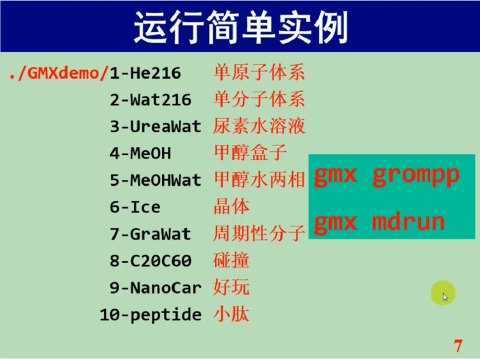 运行简单实例
./GMXdemo/1-He216 单原子体系
2-Wat216 单分子体系
3-UreaWat 尿素水溶液
4-MeOH 甲醇盒子
5-MeOHWat 甲醇水两相
6-Ice 晶体
7-GraWat 周期性分子
8-C20C60 碰撞
9-NanoCar 好玩
10-peptide 小肽
gmx grompp
gmx mdrun
7